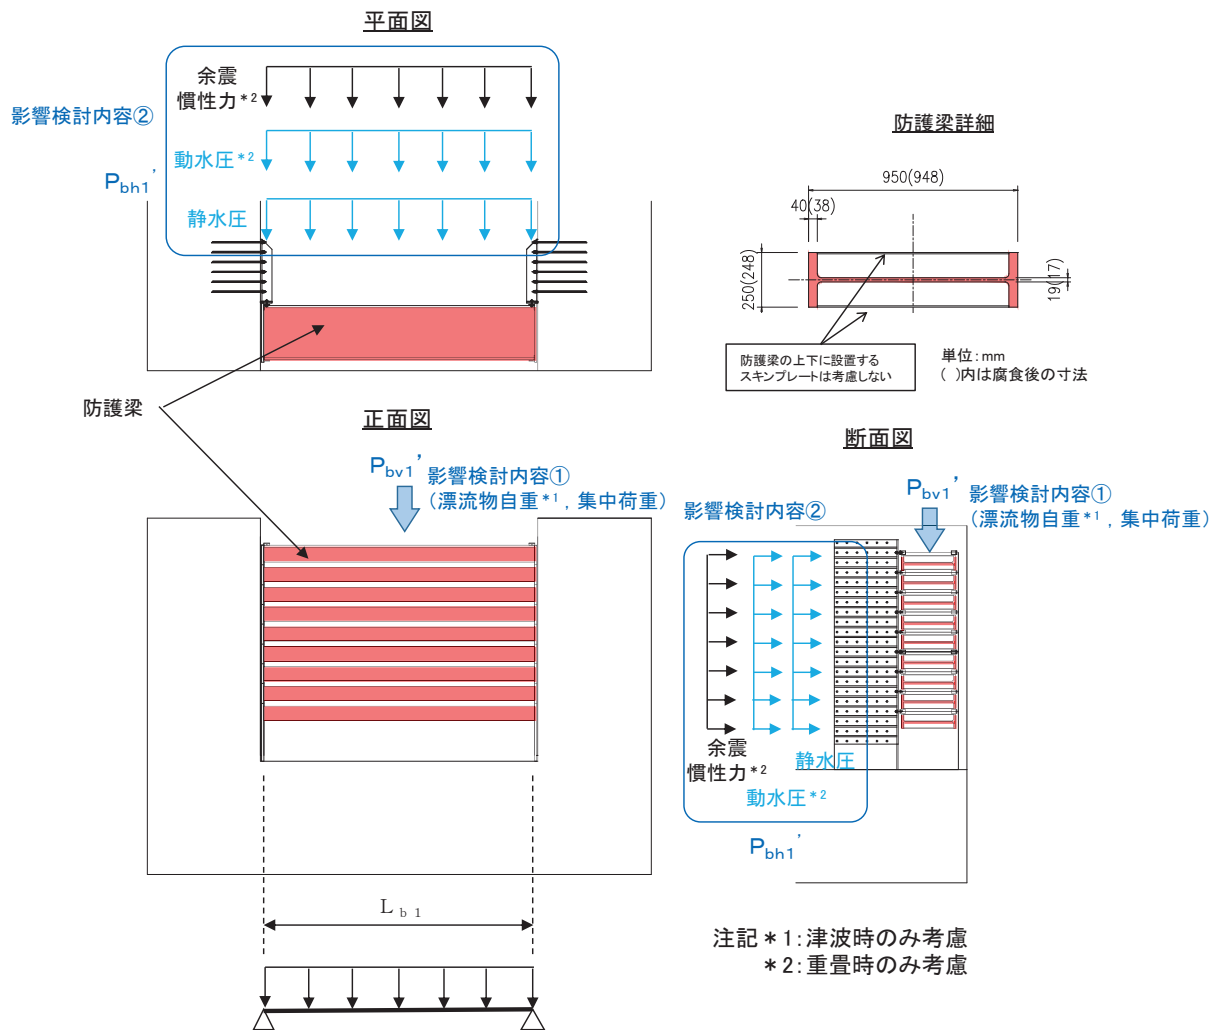 平面図
余震
慣性力*2
影響検討内容②
動水圧*2
Pbh1’
静水圧
防護梁詳細
950(948)
40(38)
250(248)
19(17)
防護梁の上下に設置する
スキンプレートは考慮しない
単位:mm
( )内は腐食後の寸法
防護梁
正面図
Pbv1’ 影響検討内容①
(漂流物自重*1, 集中荷重)
断面図
Pbv1’ 影響検討内容①
(漂流物自重*1, 集中荷重)
影響検討内容②
余震
慣性力*2
静水圧
動水圧*2
Pbh1’
Lb1
注記*1:津波時のみ考慮
*2:重畳時のみ考慮